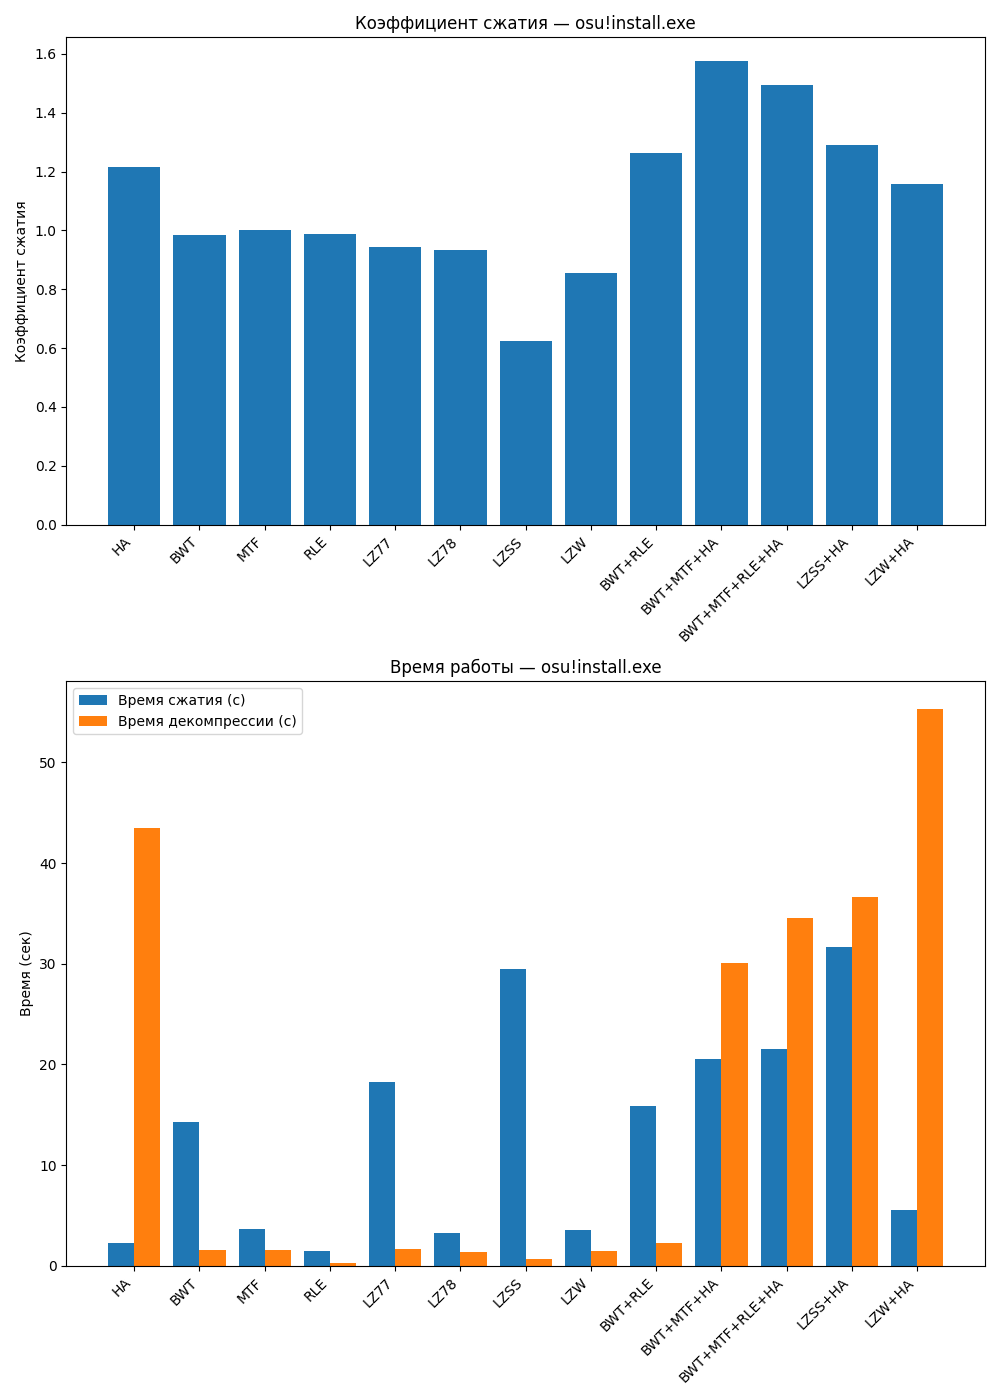 Коэффициент сжатия — osu!install.exe
Коэффициент сжатия
1.6
1.4
1.2
1.0
0.8
0.6
0.4
0.2
0.0
HA
BWT
MTF
RLE
LZ77
LZ78
LZSS
LZW
BWT+RLE
BWT+MTF+HA
BWT+MTF+RLE+HA
LZSS+HA
LZW+HA
Время работы — osu!install.exe
Время сжатия (с)
Время декомпрессии (с)
Время (сек)
50
40
30
20
10
0
HA
BWT
MTF
RLE
LZ77
LZ78
LZSS
LZW
BWT+RLE
BWT+MTF+HA
BWT+MTF+RLE+HA
LZSS+HA
LZW+HA